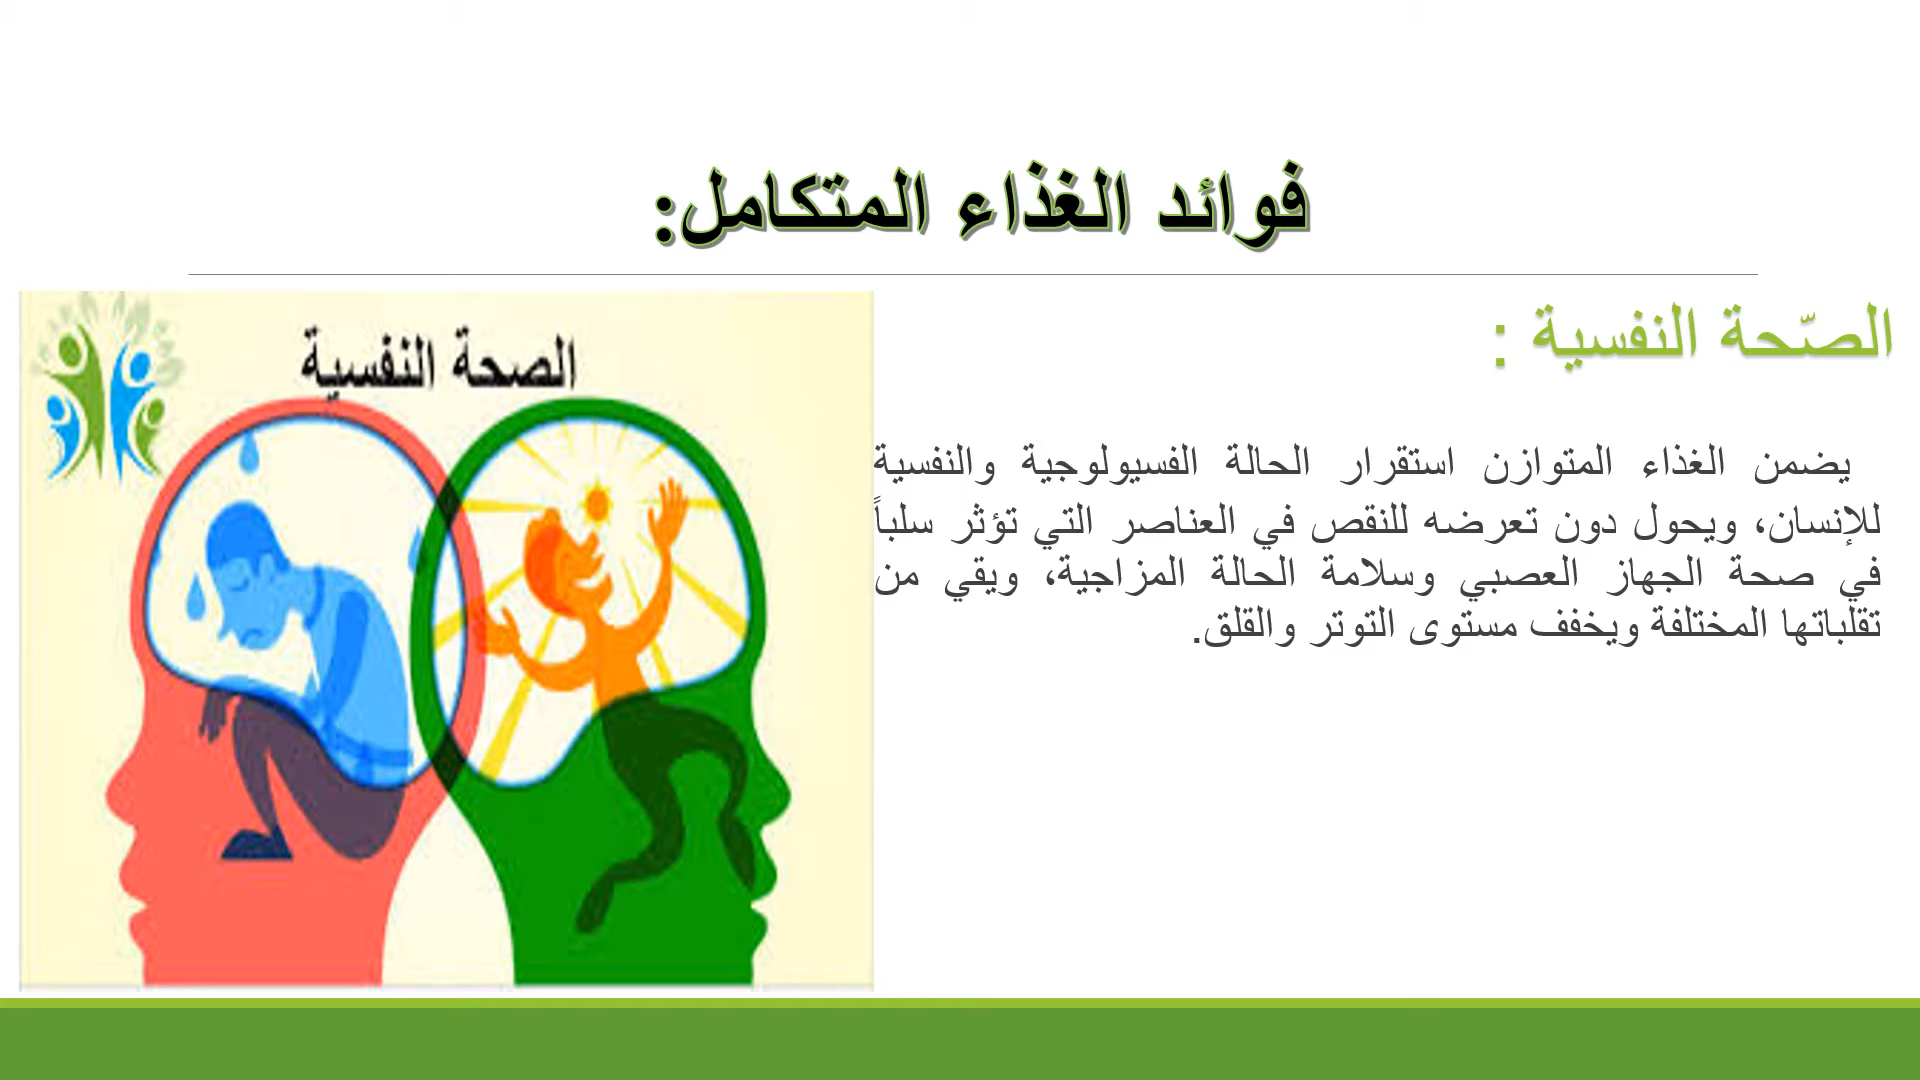 فوائد الغذاء المتكامل:
الصّحة النفسية :
يضمن الغذاء المتوازن استقرار الحالة الفسيولوجية والنفسية
للإنسان، ويحول دون تعرضه للنقص في العناصر التي تؤثر سلباً
في صحة الجهاز العصبي وسلامة الحالة المزاجية، ويقي من
تقلباتها المختلفة ويخفف مستوى التوتر والقلق.
الصحة النفسية